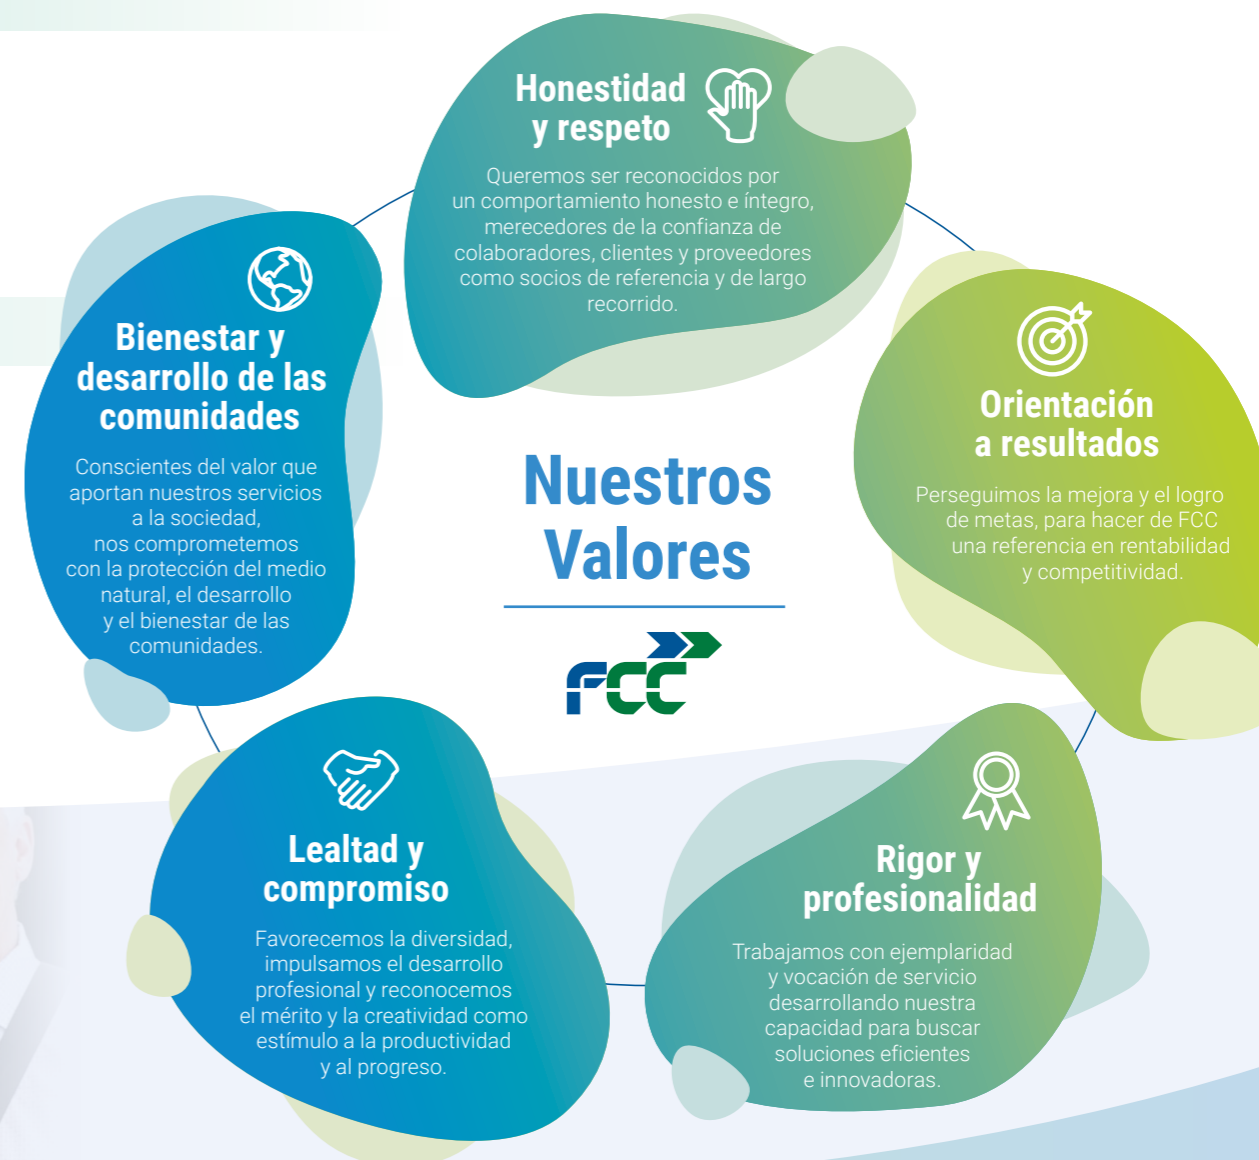 Honestidad
y respeto
Queremos ser reconocidos por
un comportamiento honesto e íntegro,
merecedores de la confianza de
colaboradores, clientes y proveedores
como socios de referencia y de largo
recorrido.
Bienestar y
desarrollo de las
comunidades
Conscientes del valor que
aportan nuestros servicios
a la sociedad,
nos comprometemos
con la protección del medio
natural, el desarrollo
y el bienestar de las
comunidades.
Orientación
a resultados
Perseguimos la mejora y el logro
de metas, para hacer de FCC
una referencia en rentabilidad
y competitividad.
Nuestros
Valores
FCC
Lealtad y
compromiso
Favorecemos la diversidad,
impulsamos el desarrollo
profesional y reconocemos
el mérito y la creatividad como
estímulo a la productividad
y al progreso.
Rigor y
profesionalidad
Trabajamos con ejemplaridad
y vocación de servicio
desarrollando nuestra
capacidad para buscar
soluciones eficientes
e innovadoras.